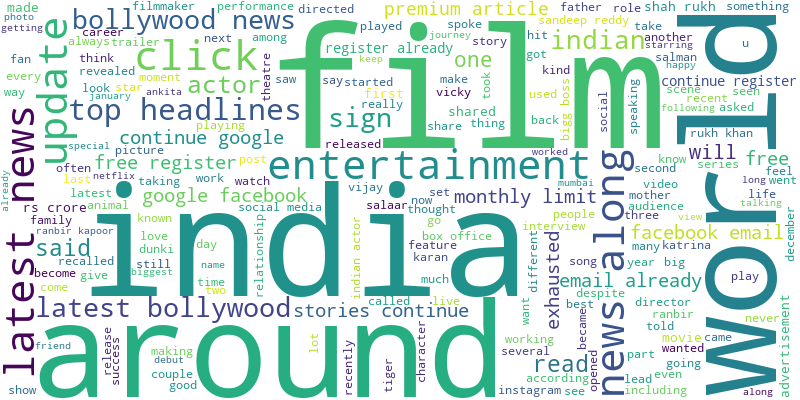 made
filmmaker
performance
directed
father
role
shah rukh
something
photo
getting
bollywood news
premium article
sandeep reddy
career
played
spoke
hit
take
u
always
trailer
next
among
register already
story
got
another
starring
fan
think
click
film
indian
salman
happy
every
revealed
moment
actor
theatre
saw
keep
journey
one
kind
continue register
way
look
star
ankita
say
started
make
took
used
social
speaking
scene
recent
seen
january
really
vicky
first
bigg boss
following
asked
update
top headlines
sign
shared
thing
back
rukh khan
world
latest news
playing
share
will
free
continue google
released
worked
special
picture
entertainment
know
series
feel
often
free register
post
second
long
went
already
last
netflix
taking
work
watch
vijay
mumbai
video
life
latest
google facebook
set
monthly limit
mother
talking
rs crore
animal
social media
salaar
now
people
audience
view
family
known
thought
go
interview
three
december
ranbir kapoor
love
day
relationship
box office
facebook email
said
dunki
india
indian actor
feature
exhausted
different
news along
many
katrina
recalled
still
karan
song
year big
become
give
time
name
much
email already
play
come
biggest
two
called
live
want
despite
director
ranbir
latest bollywood
stories continue
best
became
told
never
around
working
movie
came
friend
release
success
making
lot
recently
tiger
character
several
read
opened
part
wanted
going
advertisement
debut
couple
according
lead
even
show
good
instagram
see
including
along